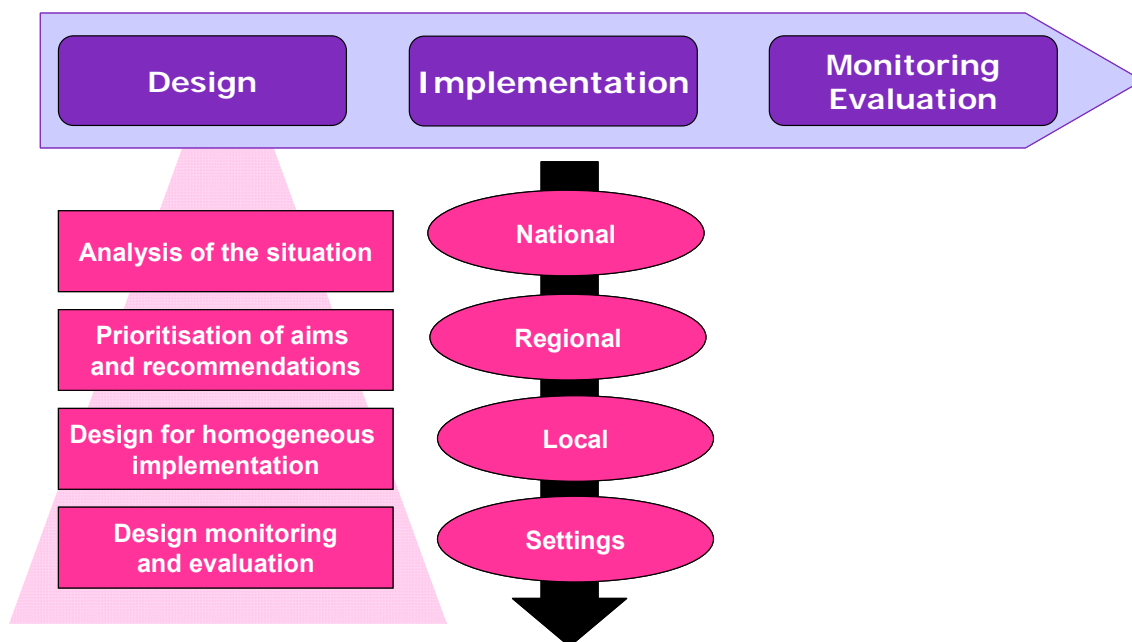 Design
Implementation
Monitoring
Evaluation
Analysis of the situation
Prioritisation of aims
and recommendations
Design for homogeneous
implementation
Design monitoring
and evaluation
National
Regional
Local
Settings